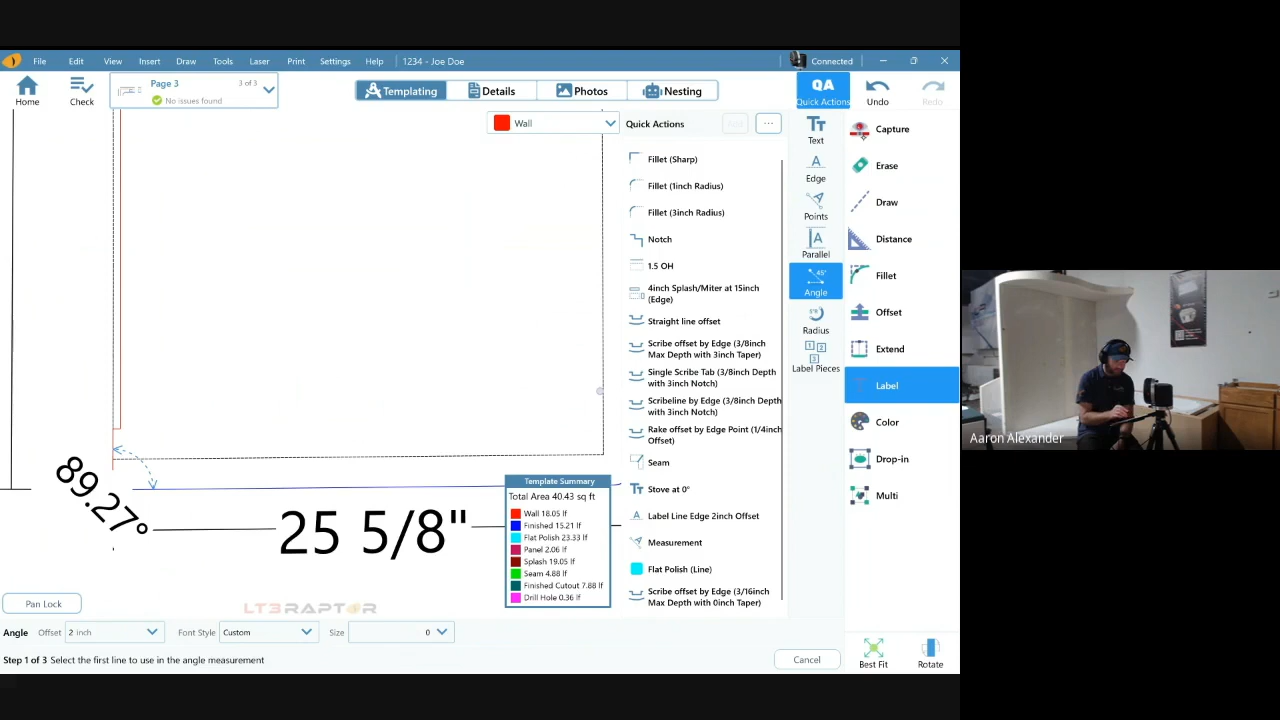 File Edit View Insert Draw Tools Laser Print Settings Help 1234 - Joe Doe Connected
Home
Check
Page 3
3 of 3
No issues found
Templating
Details
Photos
Nesting
QA
Quick Actions
Undo
Redo
Wall
Quick Actions
Add
...
Fillet (Sharp)
Fillet (1inch Radius)
Fillet (3inch Radius)
Notch
1.5 OH
4inch Splash/Miter at 15inch
(Edge)
Straight line offset
Scribe offset by Edge (3/8inch
Max Depth with 3inch Taper)
Single Scribe Tab (3/8inch Depth
with 3inch Notch)
Scribeline by Edge (3/8inch Depth
with 3inch Notch)
Rake offset by Edge Point (1/4inch
Offset)
Seam
Stove at 0°
Label Line Edge 2inch Offset
Measurement
Flat Polish (Line)
Scribe offset by Edge (3/16inch
Max Depth with 0inch Taper)
Text
Edge
Points
Parallel
45°
Angle
Radius
Label Pieces
Capture
Erase
Draw
Distance
Fillet
Offset
Extend
Label
Color
Drop-in
Multi
Best Fit
Rotate
89.27°
25 5/8"
Template Summary
Total Area 40.43 sq ft
Wall 18.05 lf
Finished 15.21 lf
Flat Polish 23.33 lf
Panel 2.06 lf
Splash 19.05 lf
Seam 4.88 lf
Finished Cutout 7.88 lf
Drill Hole 0.36 lf
Pan Lock
LT3RAPTOR
Angle Offset 2 inch Font Style Custom Size 0
Step 1 of 3 Select the first line to use in the angle measurement
Cancel
Aaron Alexander